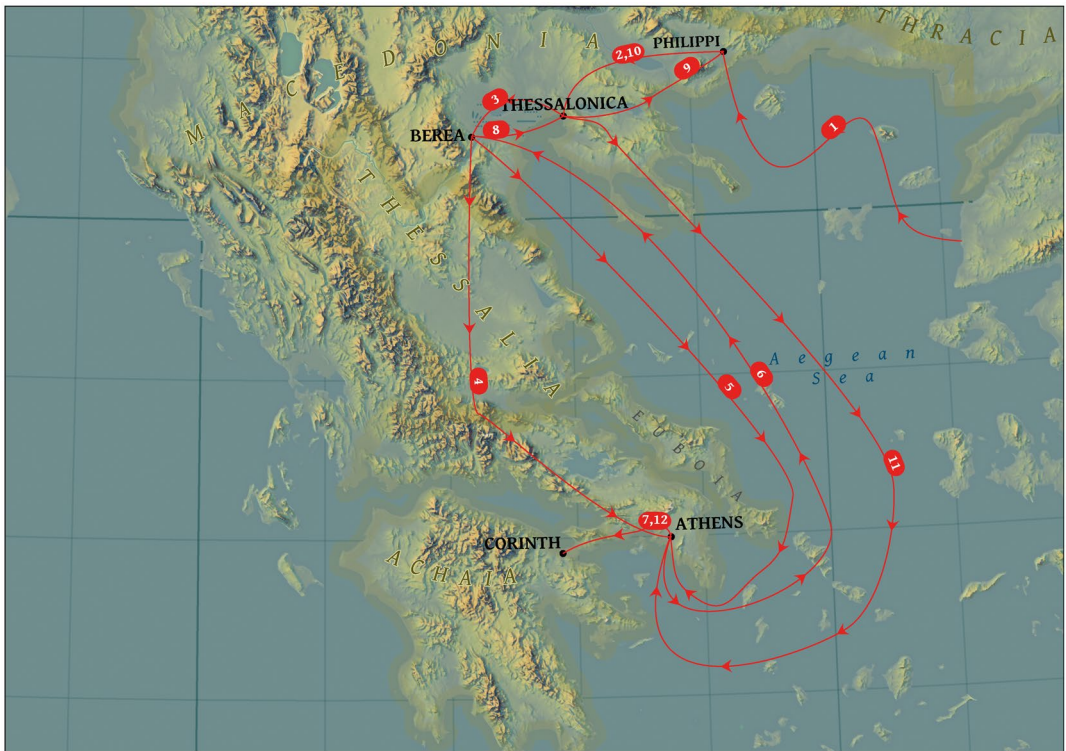 THRACIA
MACEDONIA
PHILIPPI
2,10
9
3
THESSALONICA
1
BEREA
8
THESSALIA
Aegean
Sea
4
5
6
EUBOIA
11
7,12
ATHENS
CORINTH
ACHAIA